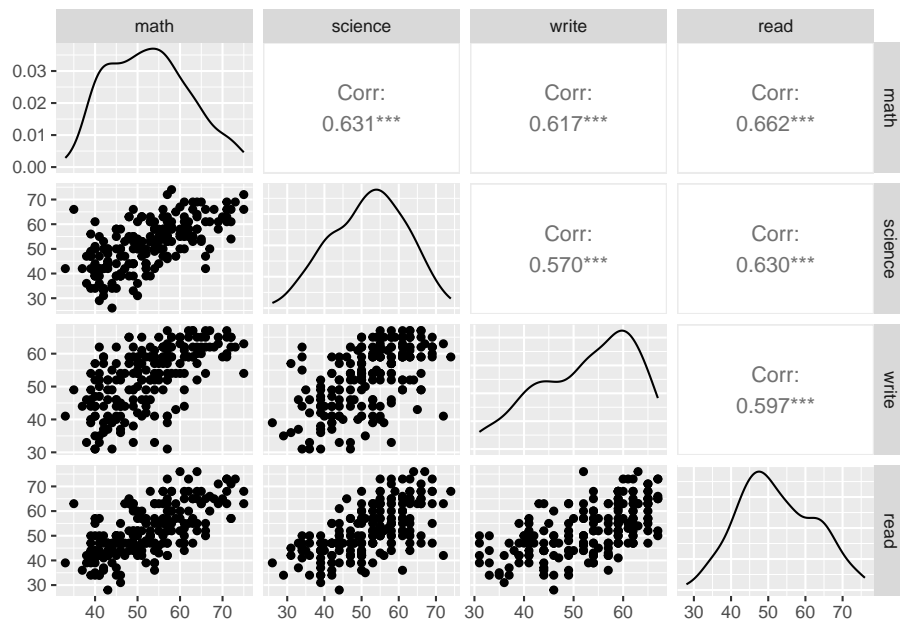 math science write read
0.03
0.02
0.01
0.00
Corr:
0.631***
Corr:
0.617***
Corr:
0.662***
math
70
60
50
40
30
Corr:
0.570***
Corr:
0.630***
science
60
50
40
30
Corr:
0.597***
write
70
60
50
40
30
read
40 50 60 70
30 40 50 60 70
30 40 50 60
30 40 50 60 70